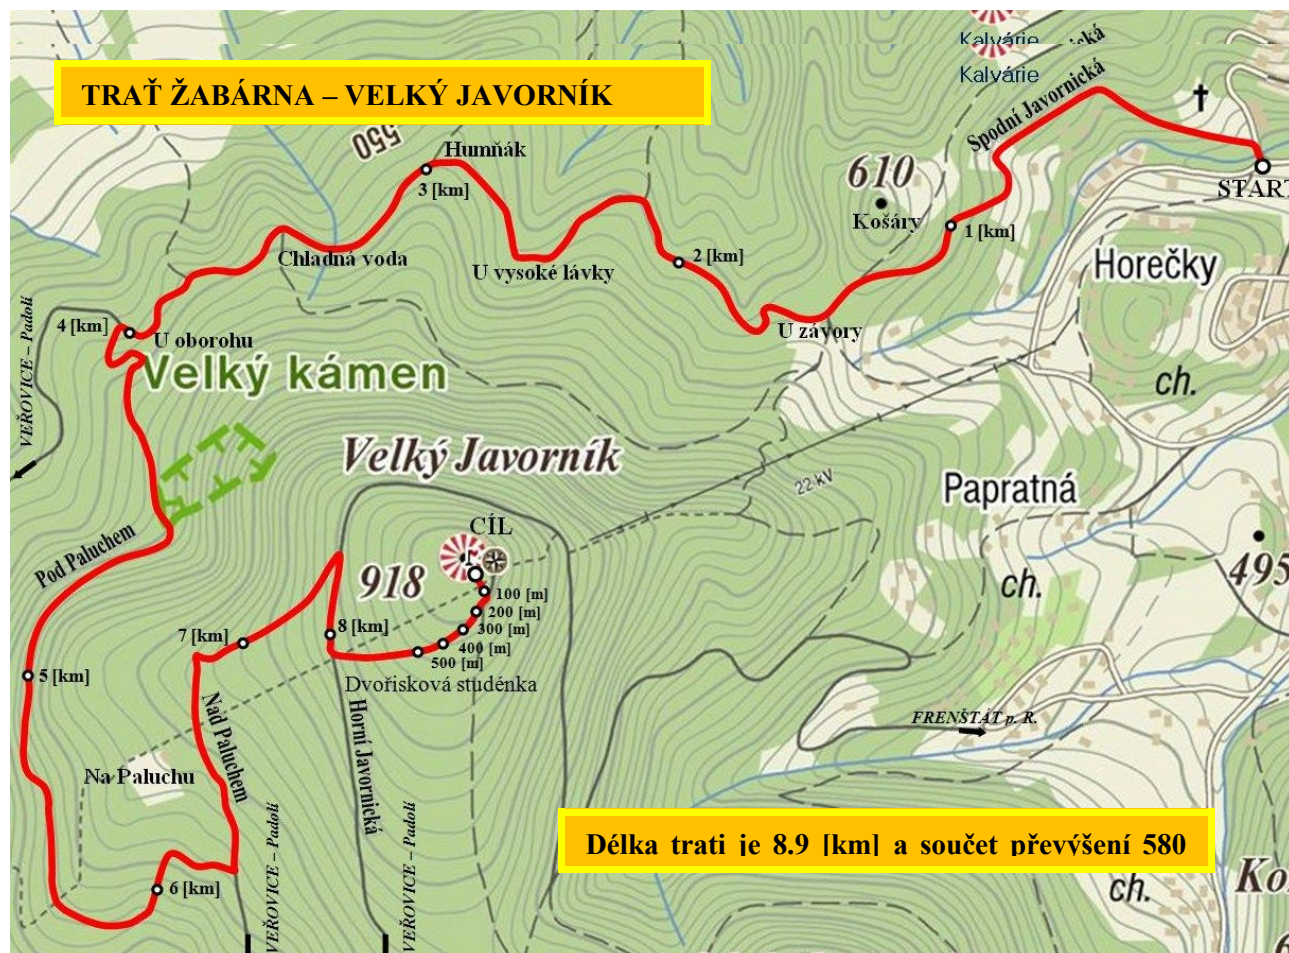 Kalvárie
Kalvárie
TRAŤ ŽABÁRNA – VELKÝ JAVORNÍK
550
Humňák
3 [km]
Spodní Javornická
610
Košáry
START
1 [km]
2 [km]
Horečky
Chladná voda
U vysoké lávky
U závory
4 [km]
U oborohu
VEŘOVICE – Padolí
Velký kámen
ch.
Velký Javorník
22 kV
Papratná
CÍL
Pod Paluchem
918
495
ch.
100 [m]
200 [m]
300 [m]
400 [m]
500 [m]
7 [km]
8 [km]
5 [km]
Dvořisková studénka
Nad Paluchem
Horní Javornická
FRENŠTÁT p. R.
Na Paluchu
VEŘOVICE – Padolí
VEŘOVICE – Padolí
Délka trati je 8.9 [km] a součet převýšení 580
6 [km]
ch.
Ko